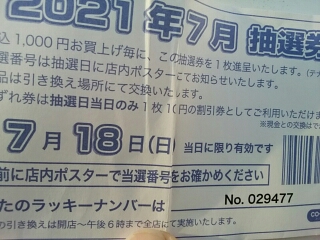 2021年7月 抽選券
込1,000円お買上げ毎に、この抽選券を1枚進呈いたします。(テナ
選番号は抽選日に店内ポスターにてお知らせいたします。
品は引き換え場所にて交換いたします。
ずれ券は抽選日当日のみ1枚10円の割引券としてご利用いただけま
※現金との交換はで
7月18日(日) 当日に限り有効です
前に店内ポスターで当選番号をお確かめください
No. 029477
たのラッキーナンバーは
の引き換えは開店～午後6時まで全店にて実施いたします。
CO